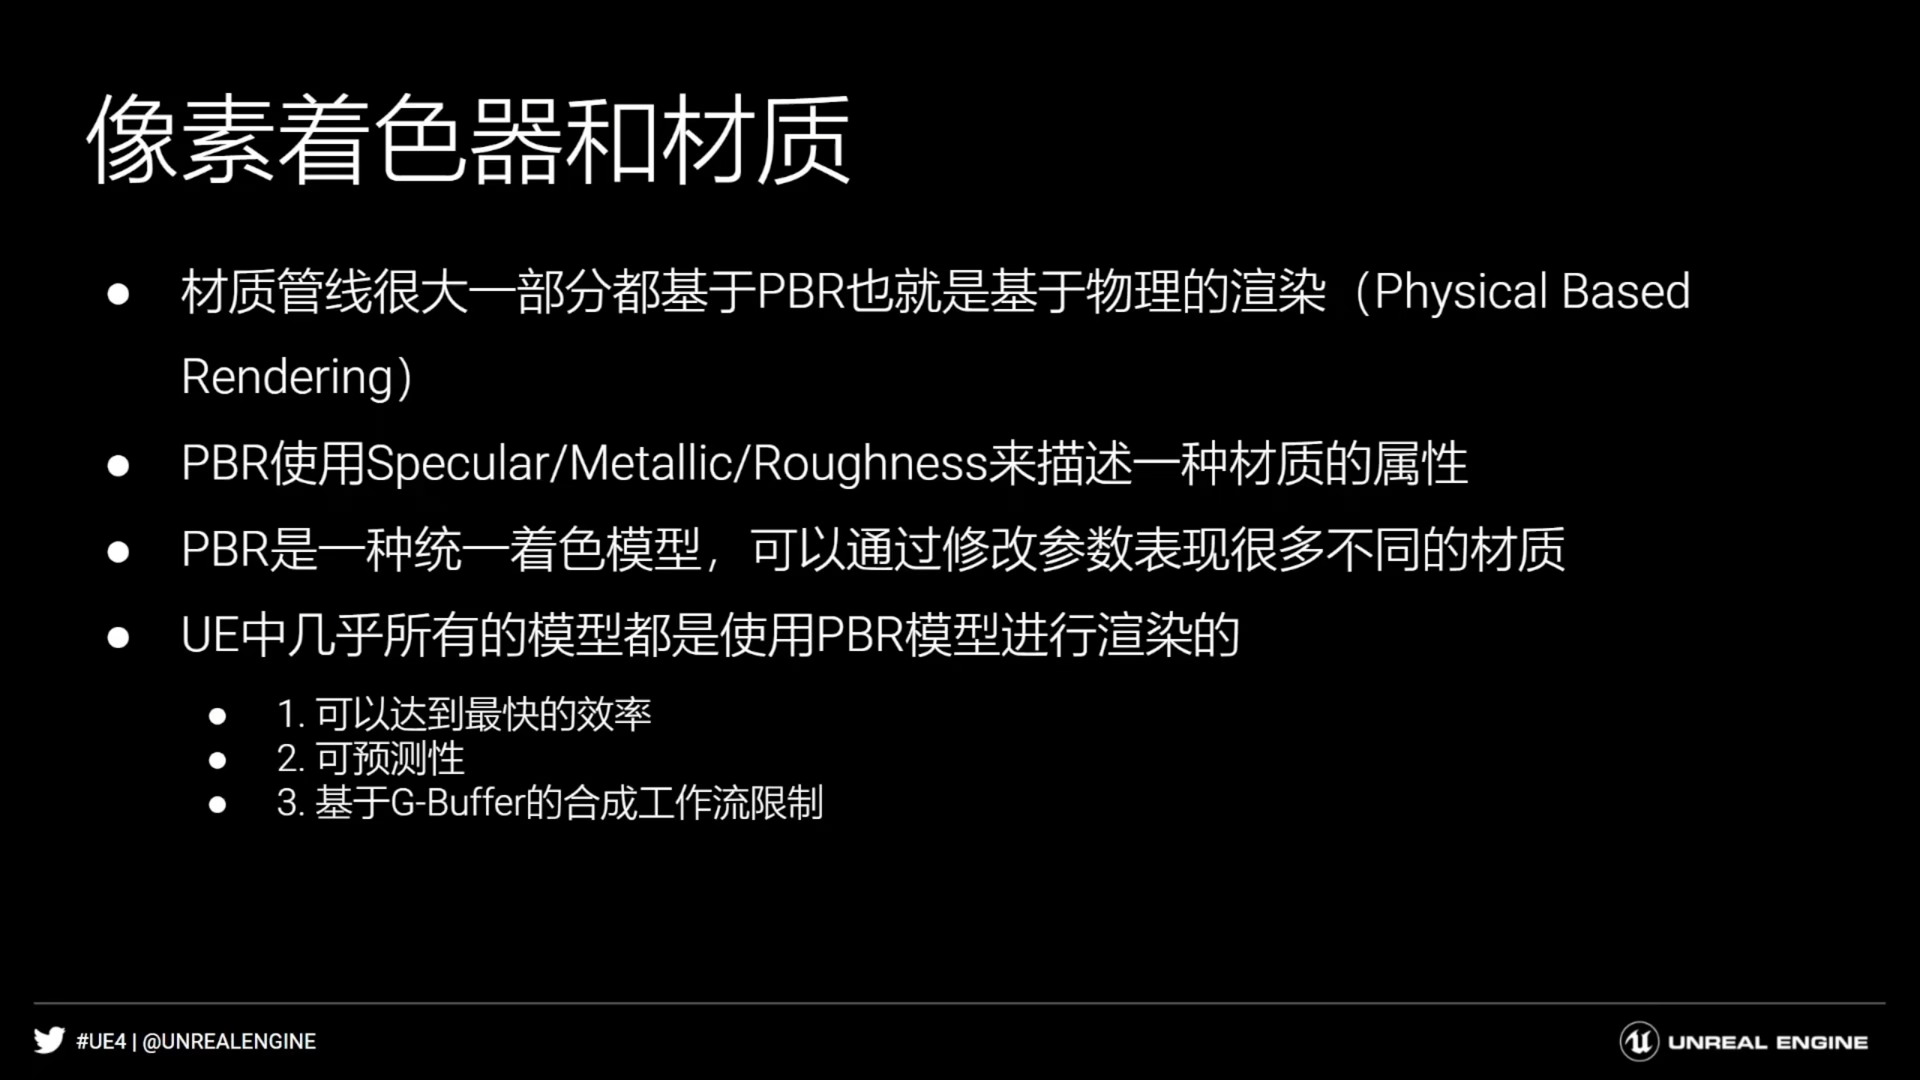 像素着色器和材质
● 材质管线很大一部分都基于PBR也就是基于物理的渲染（Physical Based
Rendering）
● PBR使用Specular/Metallic/Roughness来描述一种材质的属性
● PBR是一种统一着色模型，可以通过修改参数表现很多不同的材质
● UE中几乎所有的模型都是使用PBR模型进行渲染的
● 1. 可以达到最快的效率
● 2. 可预测性
● 3. 基于G-Buffer的合成工作流限制
#UE4 | @UNREALENGINE
UNREAL ENGINE